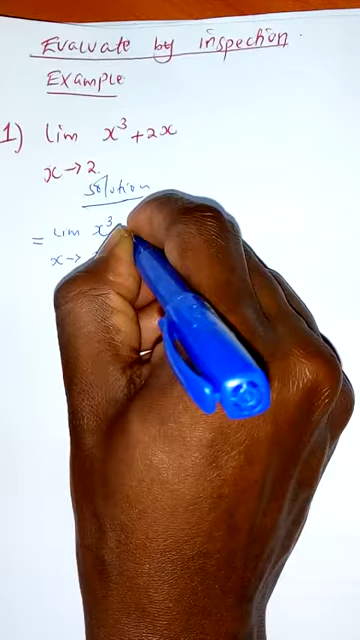 Evaluate by inspection.
Example
1) lim x³ + 2x
x → 2.
Solution
= lim x³
x →